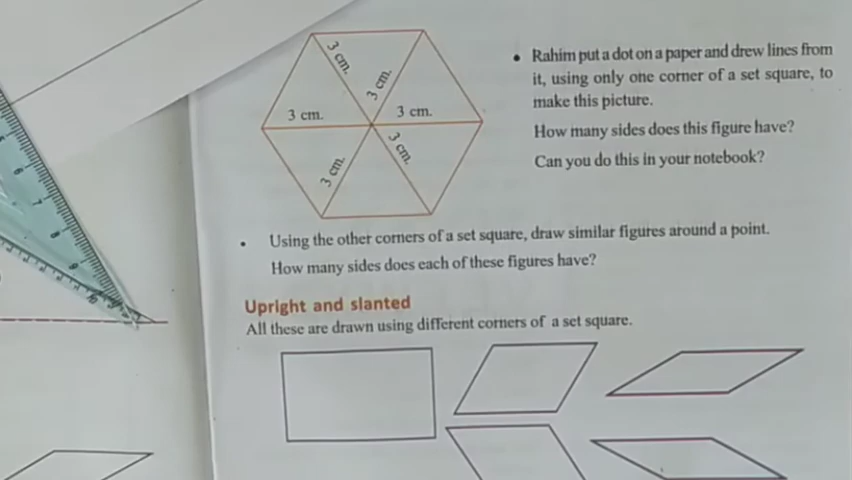 3 cm.
3 cm.
3 cm.
3 cm.
3 cm.
3 cm.
• Rahim put a dot on a paper and drew lines from
it, using only one corner of a set square, to
make this picture.
How many sides does this figure have?
Can you do this in your notebook?
• Using the other corners of a set square, draw similar figures around a point.
How many sides does each of these figures have?
Upright and slanted
All these are drawn using different corners of a set square.
6
7
8
9